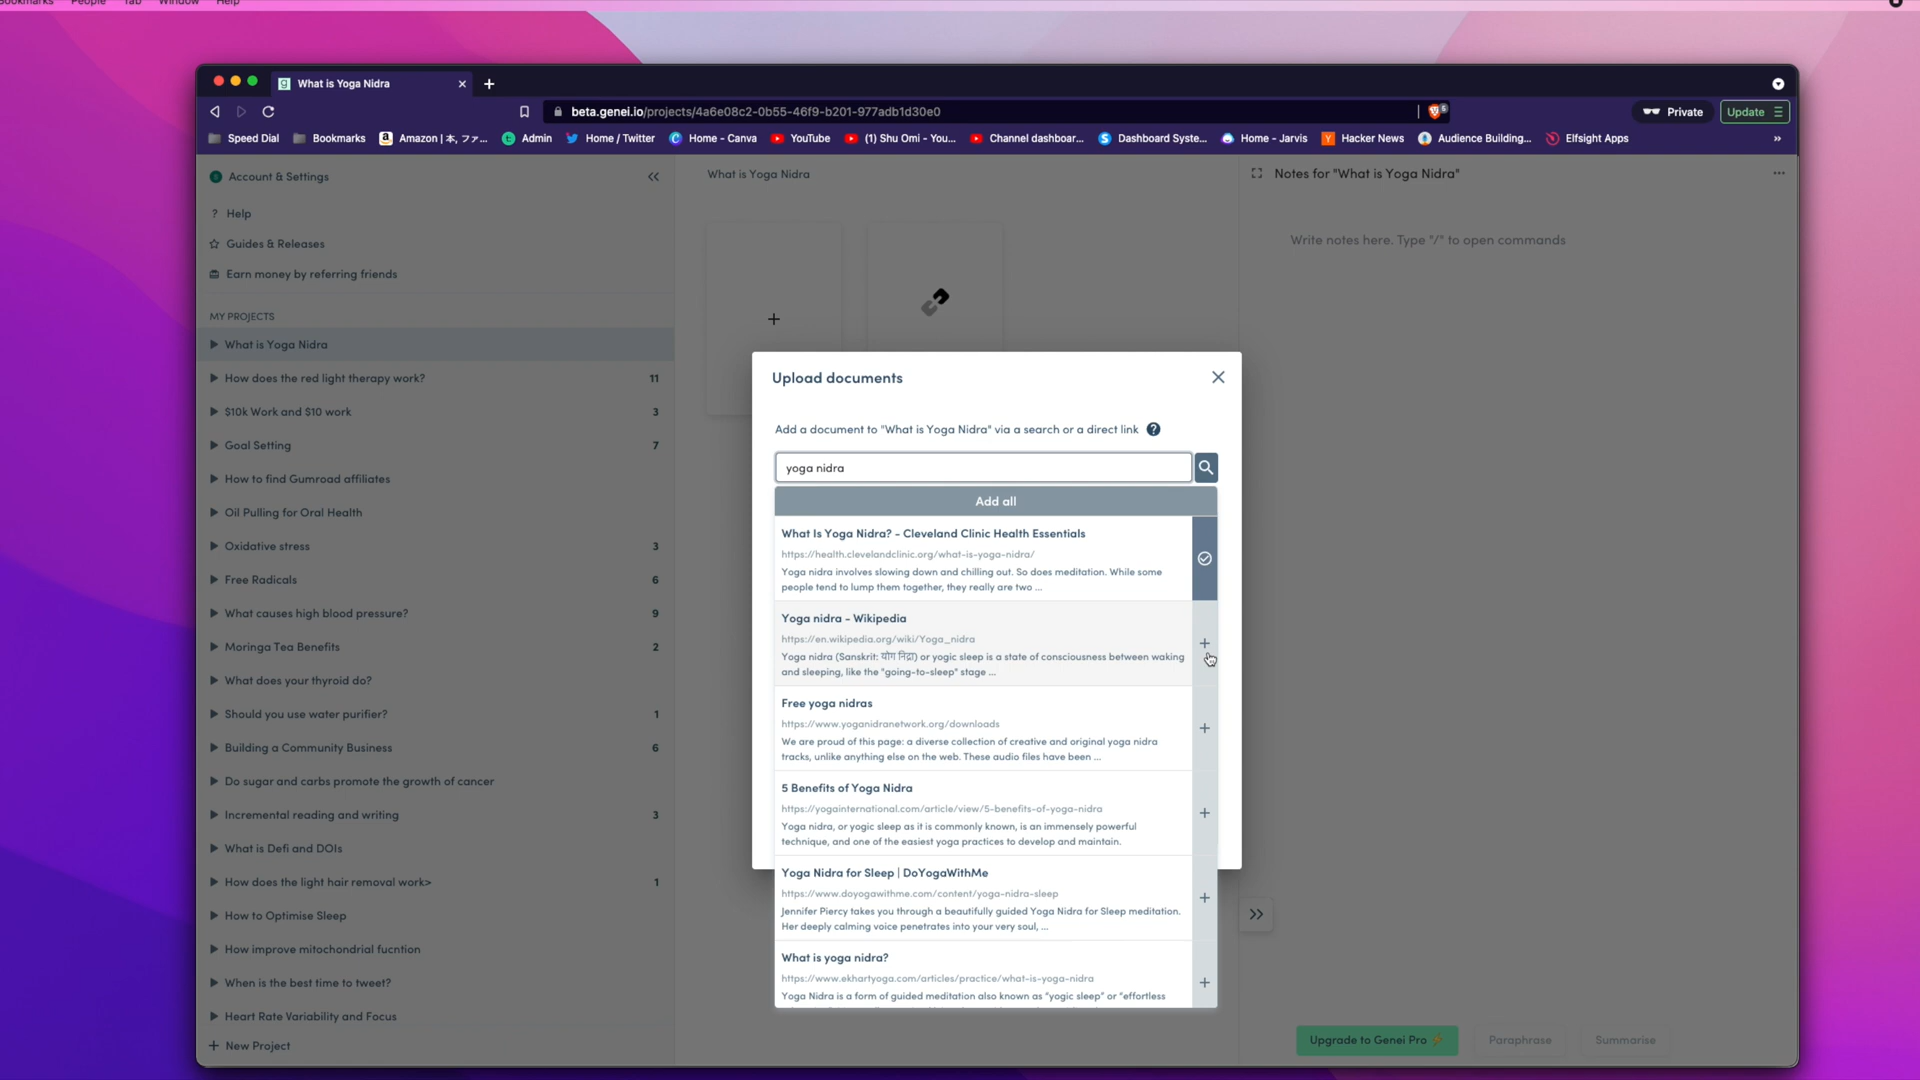 Bookmarks People Tab Window Help
What is Yoga Nidra
beta.genei.io/projects/4a6e08c2-0b55-46f9-b201-977adb1d30e0
Private
Update
Speed Dial Bookmarks Amazon | 本, ファ... Admin Home / Twitter Home - Canva YouTube (1) Shu Omi - You... Channel dashboar... Dashboard Syste... Home - Jarvis Hacker News Audience Building... Elfsight Apps
Account & Settings
Help
Guides & Releases
Earn money by referring friends
MY PROJECTS
What is Yoga Nidra
How does the red light therapy work? 11
$10k Work and $10 work 3
Goal Setting 7
How to find Gumroad affiliates
Oil Pulling for Oral Health
Oxidative stress 3
Free Radicals 6
What causes high blood pressure? 9
Moringa Tea Benefits 2
What does your thyroid do?
Should you use water purifier? 1
Building a Community Business 6
Do sugar and carbs promote the growth of cancer
Incremental reading and writing 3
What is Defi and DOIs
How does the light hair removal work> 1
How to Optimise Sleep
How improve mitochondrial fucntion
When is the best time to tweet?
Heart Rate Variability and Focus
+ New Project
What is Yoga Nidra
Upload documents
Add a document to "What is Yoga Nidra" via a search or a direct link
yoga nidra
Add all
What Is Yoga Nidra? - Cleveland Clinic Health Essentials
https://health.clevelandclinic.org/what-is-yoga-nidra/
Yoga nidra involves slowing down and chilling out. So does meditation. While some
people tend to lump them together, they really are two ...
Yoga nidra - Wikipedia
https://en.wikipedia.org/wiki/Yoga_nidra
Yoga nidra (Sanskrit: योग निद्रा) or yogic sleep is a state of consciousness between waking
and sleeping, like the "going-to-sleep" stage ...
Free yoga nidras
https://www.yoganidranetwork.org/downloads
We are proud of this page: a diverse collection of creative and original yoga nidra
tracks, unlike anything else on the web. These audio files have been ...
5 Benefits of Yoga Nidra
https://yogainternational.com/article/view/5-benefits-of-yoga-nidra
Yoga nidra, or yogic sleep as it is commonly known, is an immensely powerful
technique, and one of the easiest yoga practices to develop and maintain.
Yoga Nidra for Sleep | DoYogaWithMe
https://www.doyogawithme.com/content/yoga-nidra-sleep
Jennifer Piercy takes you through a beautifully guided Yoga Nidra for Sleep meditation.
Her deeply calming voice penetrates into your very soul, ...
What is yoga nidra?
https://www.ekhartyoga.com/articles/practice/what-is-yoga-nidra
Yoga Nidra is a form of guided meditation also known as "yogic sleep" or "effortless
Notes for "What is Yoga Nidra"
Write notes here. Type "/" to open commands
Upgrade to Genei Pro
Paraphrase
Summarise